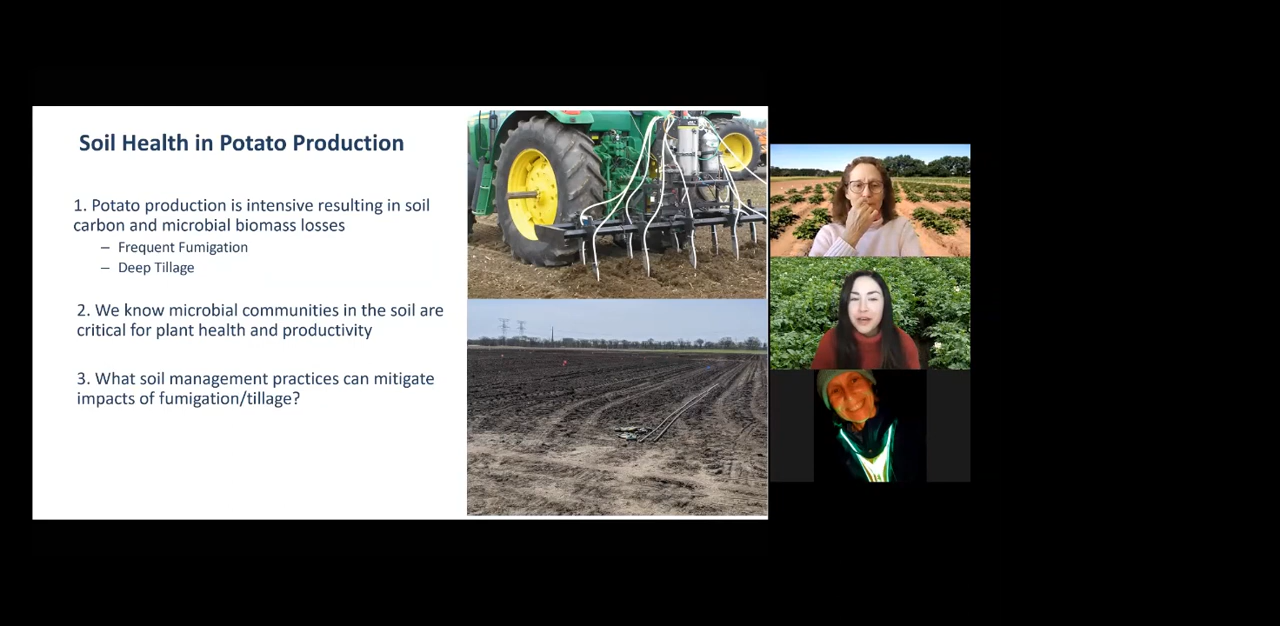 Soil Health in Potato Production
1. Potato production is intensive resulting in soil
carbon and microbial biomass losses
– Frequent Fumigation
– Deep Tillage
2. We know microbial communities in the soil are
critical for plant health and productivity
3. What soil management practices can mitigate
impacts of fumigation/tillage?